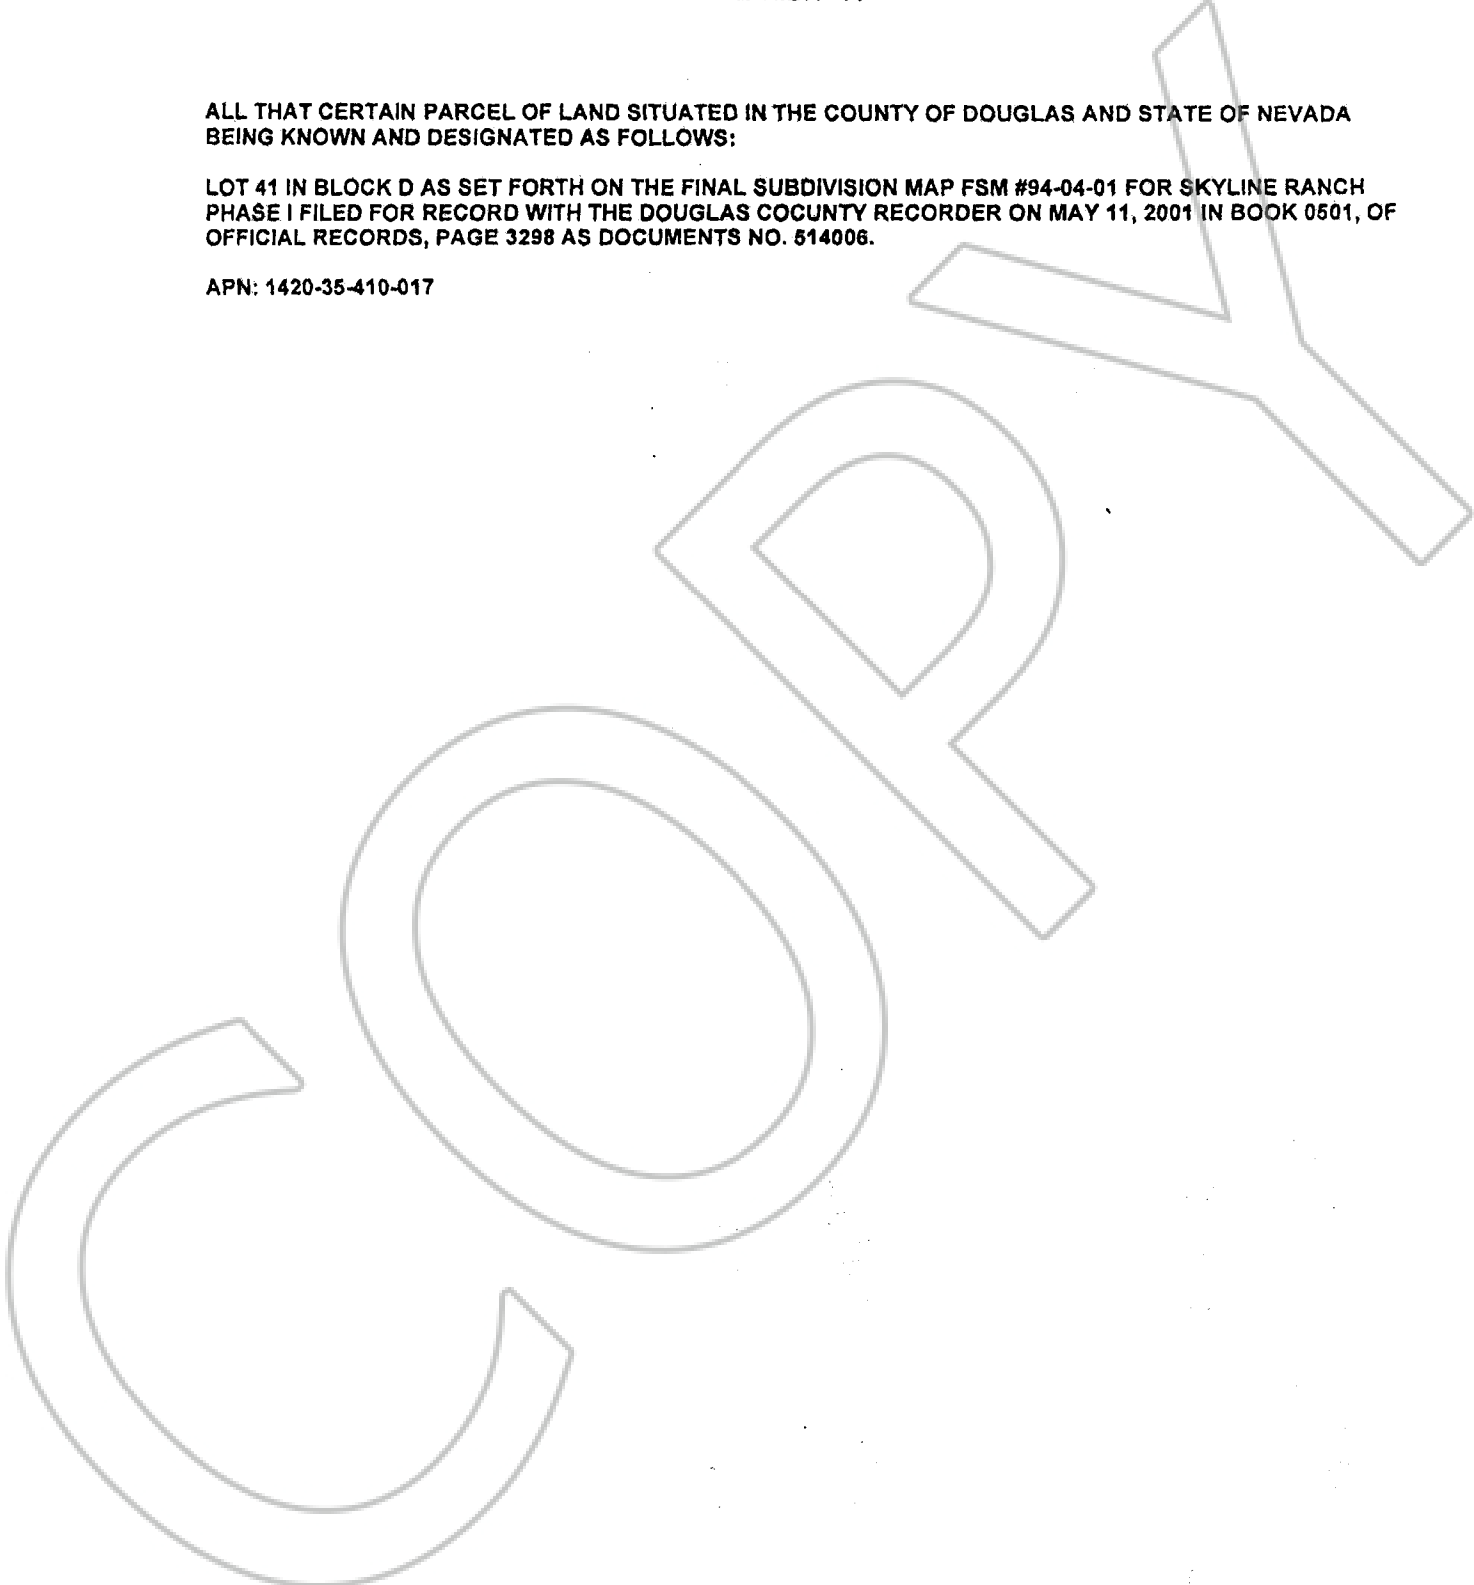 ALL THAT CERTAIN PARCEL OF LAND SITUATED IN THE COUNTY OF DOUGLAS AND STATE OF NEVADA
BEING KNOWN AND DESIGNATED AS FOLLOWS:
LOT 41 IN BLOCK D AS SET FORTH ON THE FINAL SUBDIVISION MAP FSM #94-04-01 FOR SKYLINE RANCH
PHASE I FILED FOR RECORD WITH THE DOUGLAS COCUNTY RECORDER ON MAY 11, 2001 IN BOOK 0501, OF
OFFICIAL RECORDS, PAGE 3298 AS DOCUMENTS NO. 514006.
APN: 1420-35-410-017
COPY